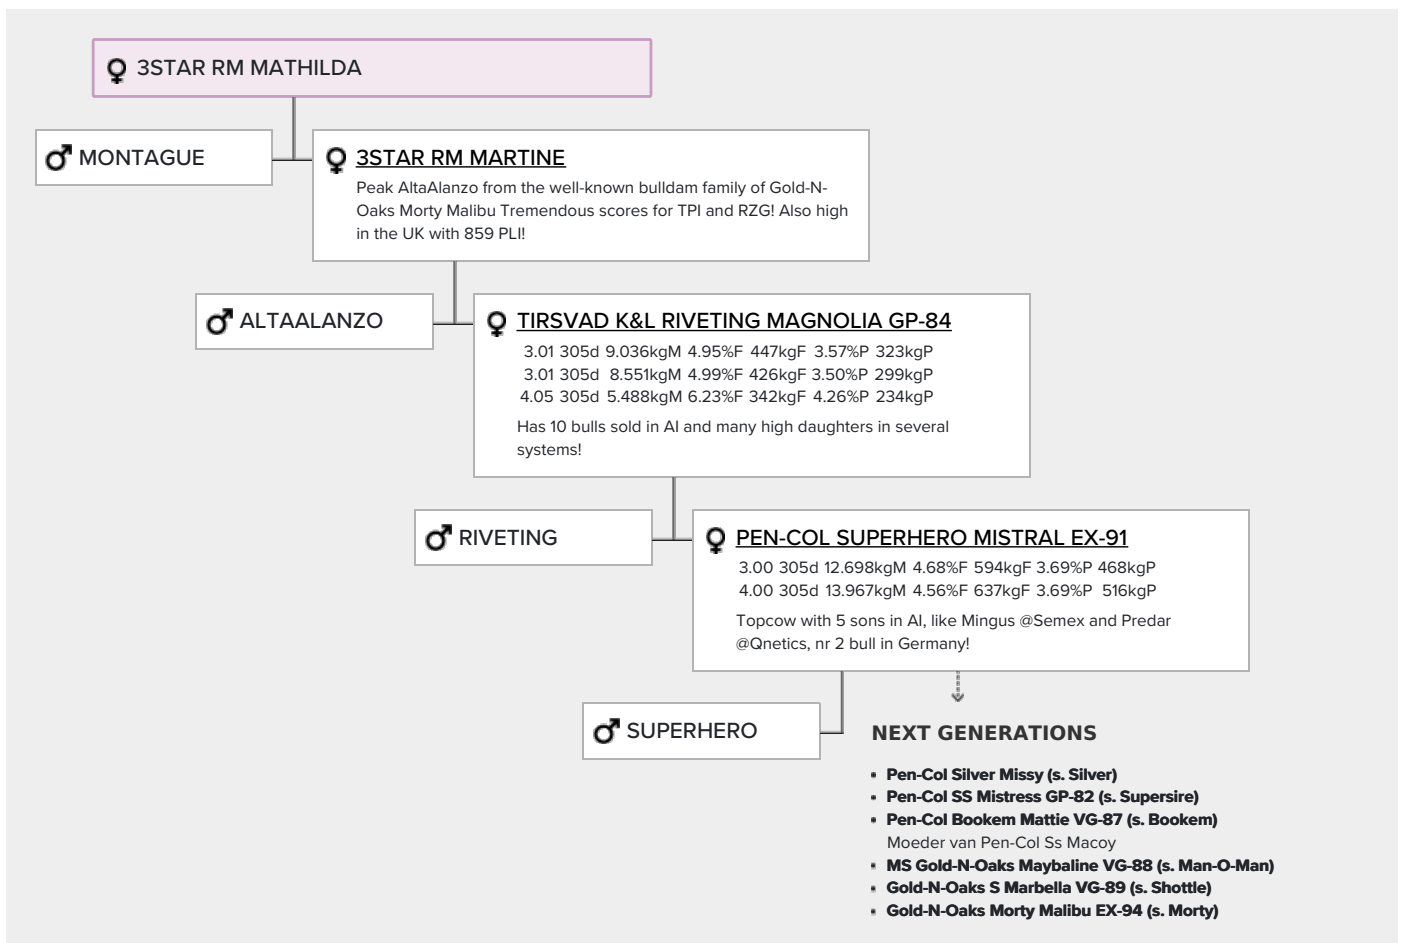 3STAR RM MATHILDA
MONTAGUE
3STAR RM MARTINE
Peak AltaAlanzo from the well-known bulldam family of Gold-N-
Oaks Morty Malibu Tremendous scores for TPI and RZG! Also high
in the UK with 859 PLI!
ALTAALANZO
TIRSVAD K&L RIVETING MAGNOLIA GP-84
3.01 305d 9.036kgM 4.95%F 447kgF 3.57%P 323kgP
3.01 305d 8.551kgM 4.99%F 426kgF 3.50%P 299kgP
4.05 305d 5.488kgM 6.23%F 342kgF 4.26%P 234kgP
Has 10 bulls sold in AI and many high daughters in several
systems!
RIVETING
PEN-COL SUPERHERO MISTRAL EX-91
3.00 305d 12.698kgM 4.68%F 594kgF 3.69%P 468kgP
4.00 305d 13.967kgM 4.56%F 637kgF 3.69%P 516kgP
Topcow with 5 sons in AI, like Mingus @Semex and Predar
@Qnetics, nr 2 bull in Germany!
SUPERHERO
NEXT GENERATIONS
Pen-Col Silver Missy (s. Silver)
Pen-Col SS Mistress GP-82 (s. Supersire)
Pen-Col Bookem Mattie VG-87 (s. Bookem)
Moeder van Pen-Col Ss Macoy
MS Gold-N-Oaks Maybaline VG-88 (s. Man-O-Man)
Gold-N-Oaks S Marbella VG-89 (s. Shottle)
Gold-N-Oaks Morty Malibu EX-94 (s. Morty)